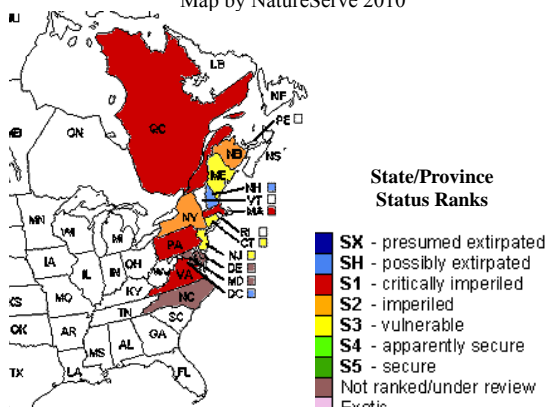 Map by NatureServe 2010
LB
NF
PE
ON
QC
NB
NS
ME
NH
VT
MA
MN
WI
MI
NY
RI
CT
IA
PA
NJ
DE
MD
DC
IL
IN
OH
WV
VA
KY
MO
NC
TN
OK
AR
SC
MS
AL
GA
TX
LA
FL
State/Province
Status Ranks
SX - presumed extirpated
SH - possibly extirpated
S1 - critically imperiled
S2 - imperiled
S3 - vulnerable
S4 - apparently secure
S5 - secure
Not ranked/under review
Exotic